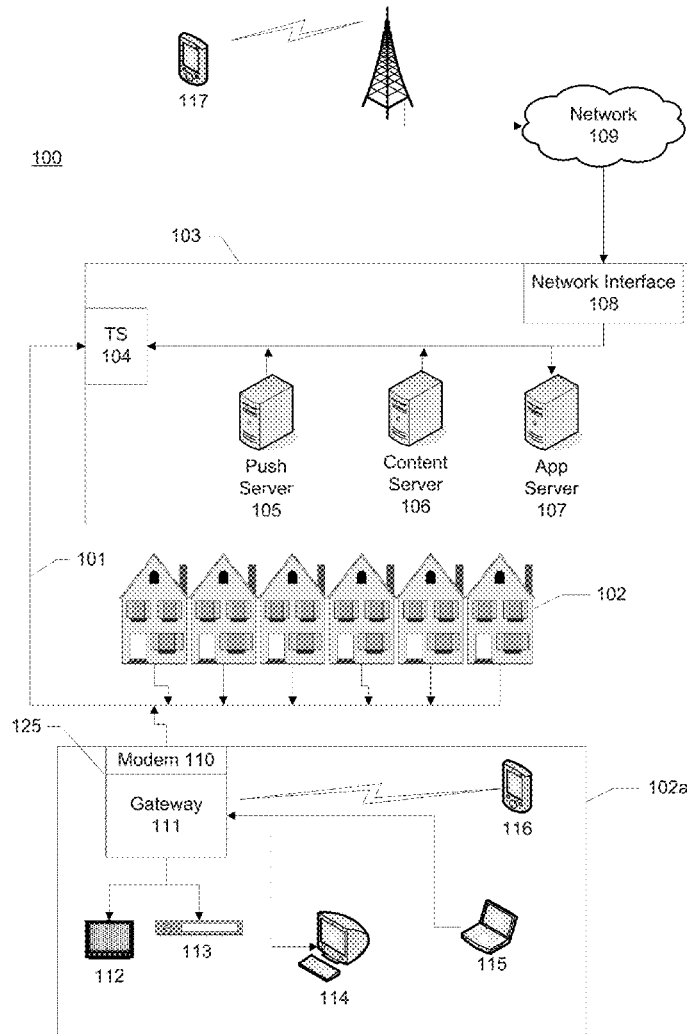 117
Network
109
100
103
Network Interface
108
TS
104
Push
Server
105
Content
Server
106
App
Server
107
101
102
125
Modem 110
102a
Gateway
111
116
112
113
114
115